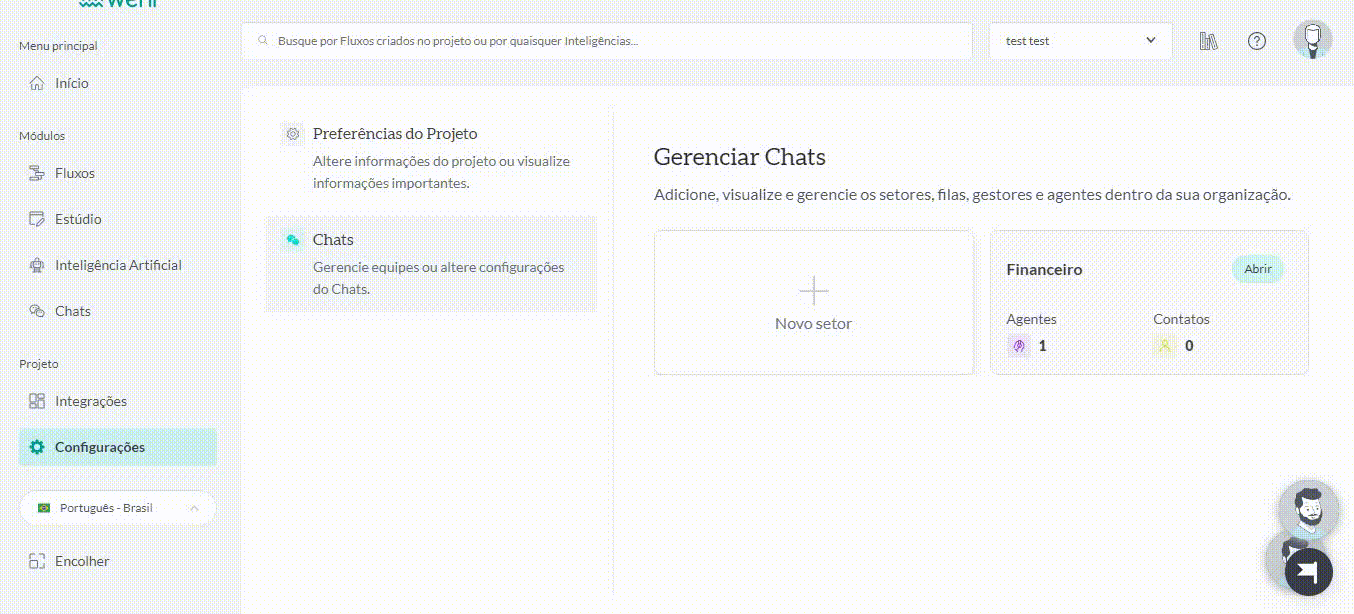 weni
Menu principal
Início
Módulos
Fluxos
Estúdio
Inteligência Artificial
Chats
Projeto
Integrações
Configurações
Português - Brasil
Encolher
Busque por Fluxos criados no projeto ou por quaisquer Inteligências...
test test
Preferências do Projeto
Altere informações do projeto ou visualize
informações importantes.
Chats
Gerencie equipes ou altere configurações
do Chats.
Gerenciar Chats
Adicione, visualize e gerencie os setores, filas, gestores e agentes dentro da sua organização.
Novo setor
Financeiro
Abrir
Agentes
Contatos
1
0